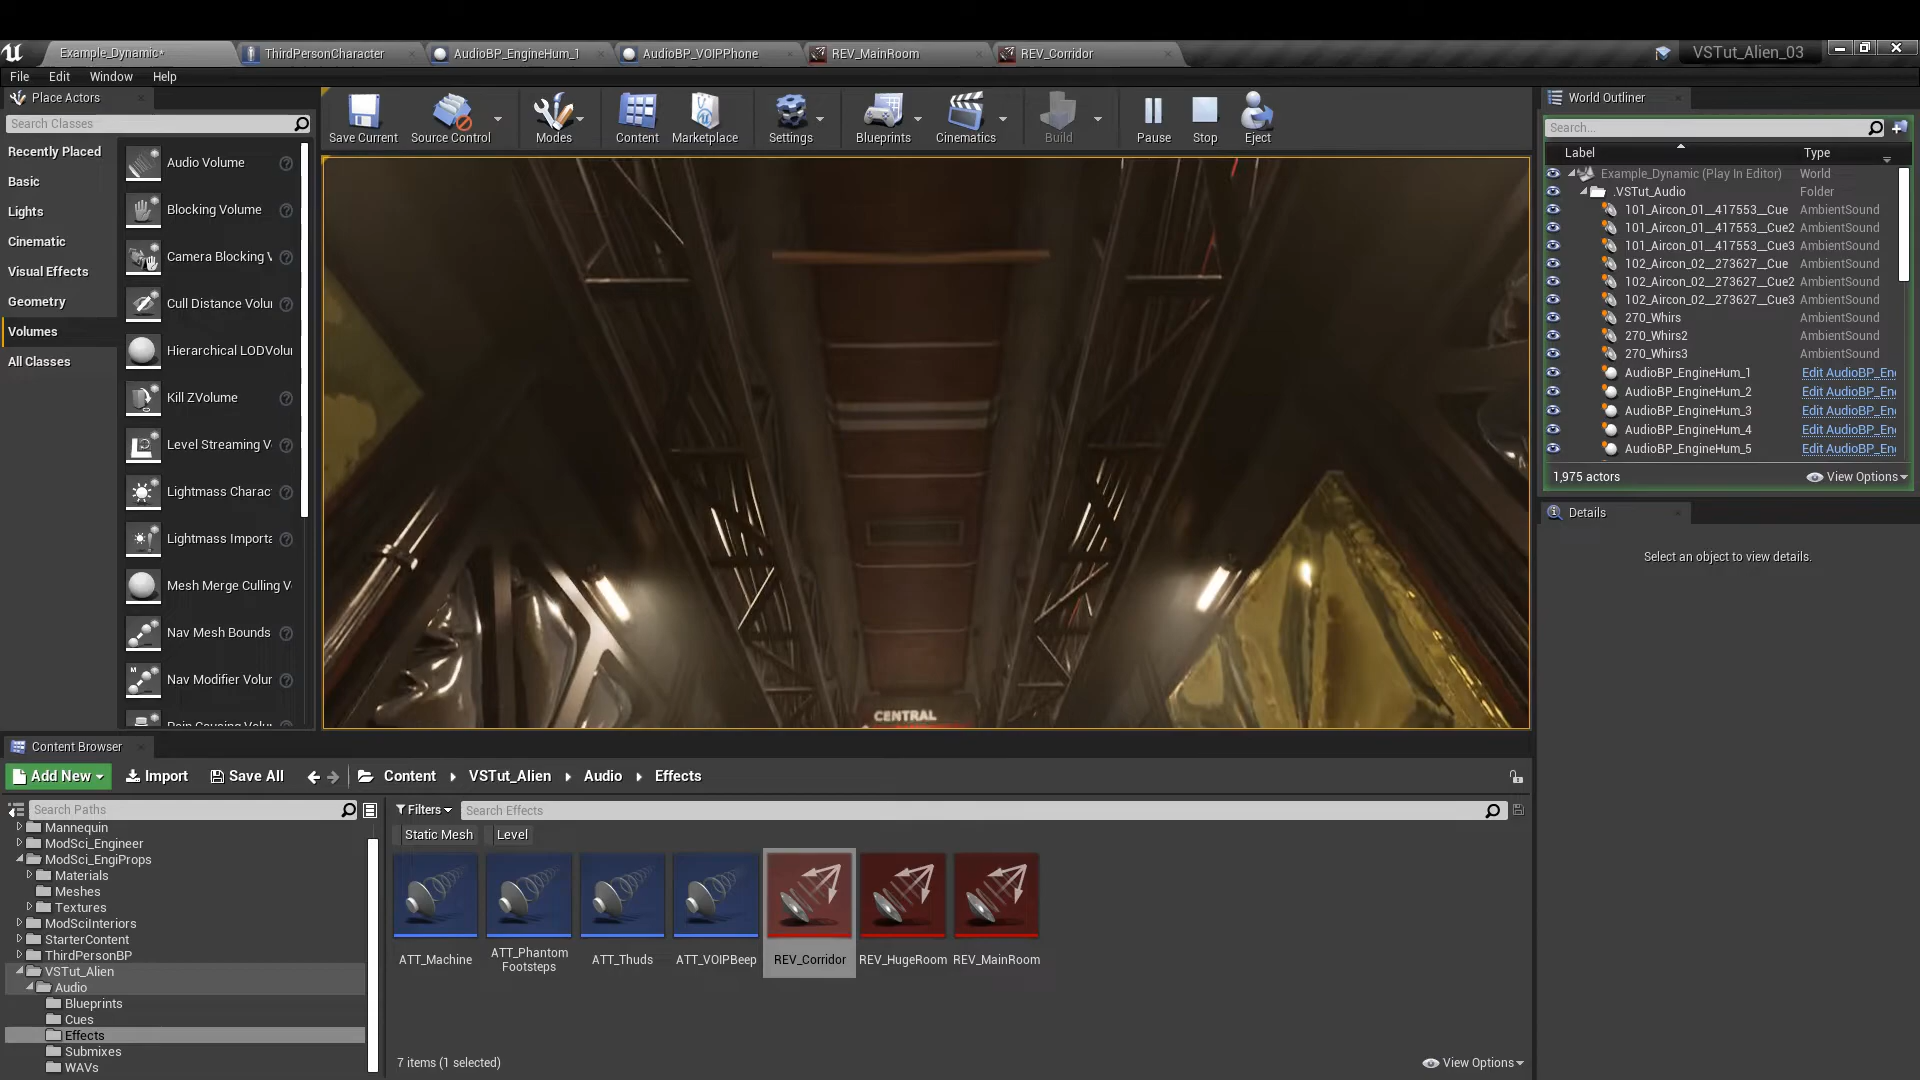 Example_Dynamic*
ThirdPersonCharacter
AudioBP_EngineHum_1
AudioBP_VOIPPhone
REV_MainRoom
REV_Corridor
VSTut_Alien_03
File Edit Window Help
Place Actors
Search Classes
Recently Placed
Basic
Lights
Cinematic
Visual Effects
Geometry
Volumes
All Classes
Audio Volume
Blocking Volume
Camera Blocking V
Cull Distance Volu
Hierarchical LODVolu
Kill ZVolume
Level Streaming V
Lightmass Charac
Lightmass Importa
Mesh Merge Culling V
Nav Mesh Bounds
Nav Modifier Volur
Save Current
Source Control
Modes
Content
Marketplace
Settings
Blueprints
Cinematics
Build
Pause
Stop
Eject
CENTRAL
World Outliner
Search...
Label Type
Example_Dynamic (Play In Editor) World
.VSTut_Audio Folder
101_Aircon_01__417553__Cue AmbientSound
101_Aircon_01__417553__Cue2 AmbientSound
101_Aircon_01__417553__Cue3 AmbientSound
102_Aircon_02__273627__Cue AmbientSound
102_Aircon_02__273627__Cue2 AmbientSound
102_Aircon_02__273627__Cue3 AmbientSound
270_Whirs AmbientSound
270_Whirs2 AmbientSound
270_Whirs3 AmbientSound
AudioBP_EngineHum_1 Edit AudioBP_En
AudioBP_EngineHum_2 Edit AudioBP_En
AudioBP_EngineHum_3 Edit AudioBP_En
AudioBP_EngineHum_4 Edit AudioBP_En
AudioBP_EngineHum_5 Edit AudioBP_En
1,975 actors
View Options
Details
Select an object to view details.
Content Browser
Add New
Import
Save All
Content
VSTut_Alien
Audio
Effects
Search Paths
Mannequin
ModSci_Engineer
ModSci_EngiProps
Materials
Meshes
Textures
ModSciInteriors
StarterContent
ThirdPersonBP
VSTut_Alien
Audio
Blueprints
Cues
Effects
Submixes
WAVs
Filters
Search Effects
Static Mesh
Level
ATT_Machine
ATT_Phantom
Footsteps
ATT_Thuds
ATT_VOIPBeep
REV_Corridor
REV_HugeRoom
REV_MainRoom
7 items (1 selected)
View Options